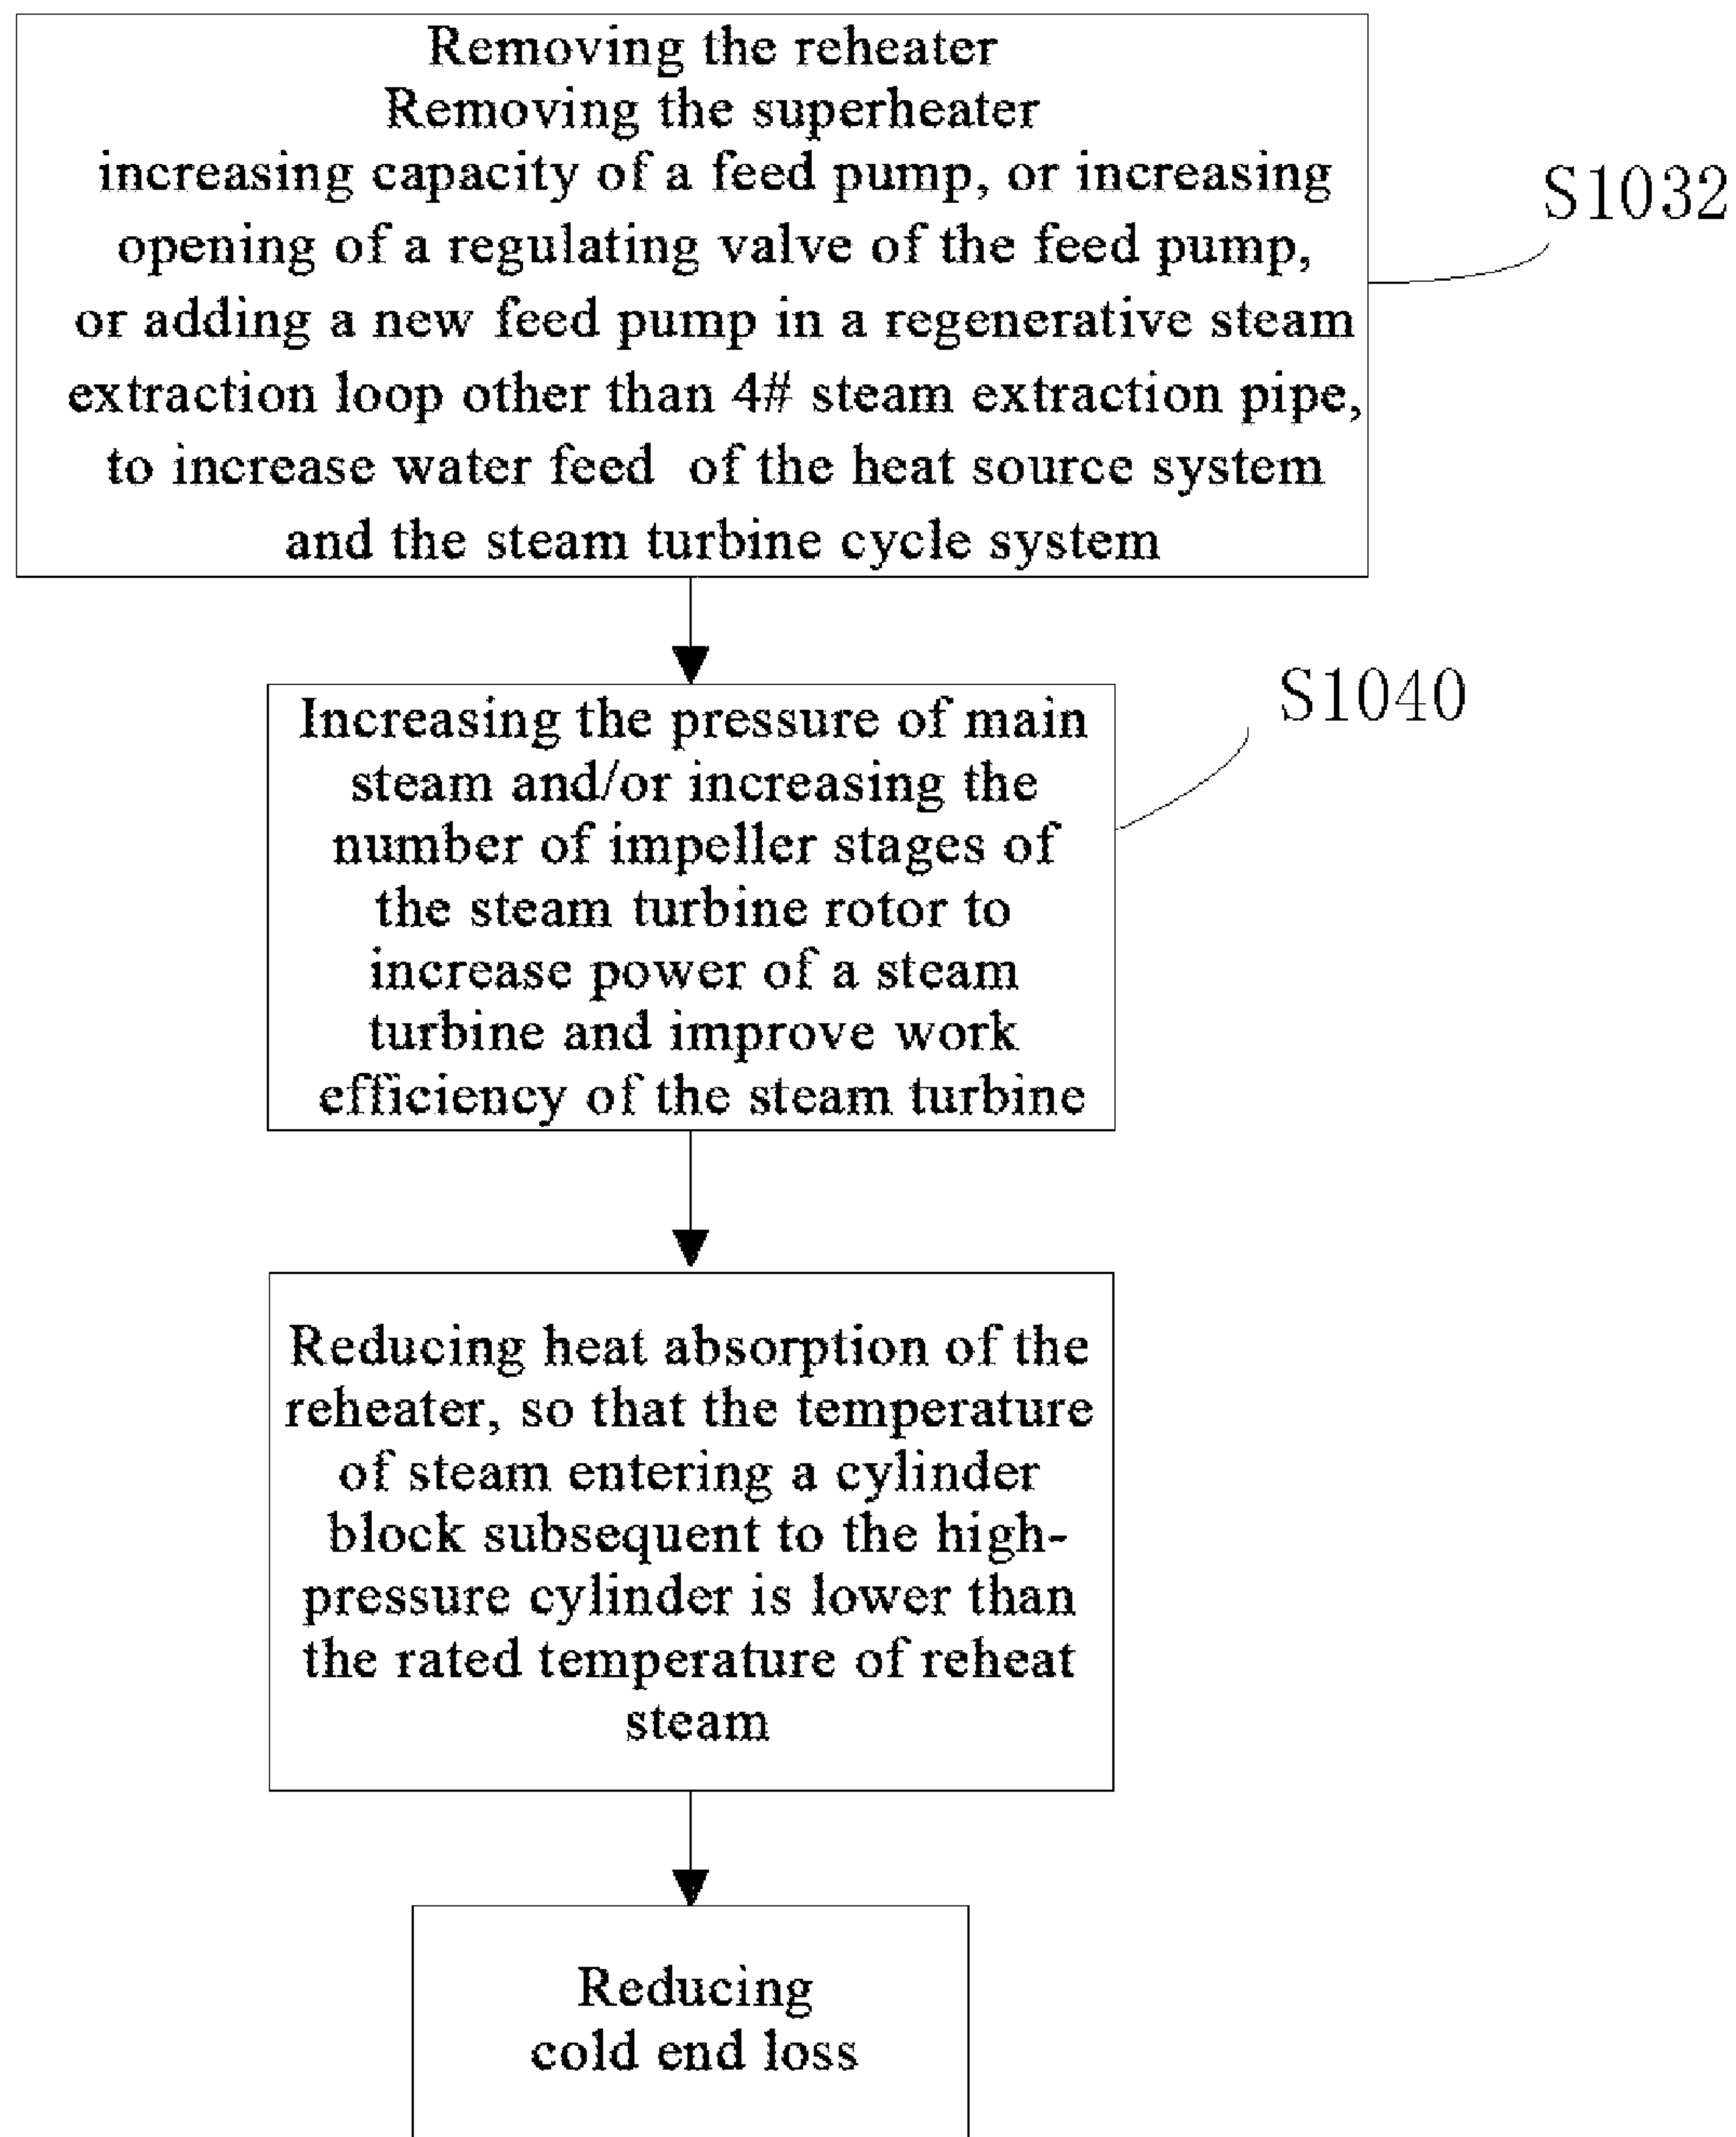 Removing the reheater
Removing the superheater
increasing capacity of a feed pump, or increasing
opening of a regulating valve of the feed pump,
or adding a new feed pump in a regenerative steam
extraction loop other than 4# steam extraction pipe,
to increase water feed of the heat source system
and the steam turbine cycle system
S1032
Increasing the pressure of main
steam and/or increasing the
number of impeller stages of
the steam turbine rotor to
increase power of a steam
turbine and improve work
efficiency of the steam turbine
S1040
Reducing heat absorption of the
reheater, so that the temperature
of steam entering a cylinder
block subsequent to the high-
pressure cylinder is lower than
the rated temperature of reheat
steam
Reducing
cold end loss